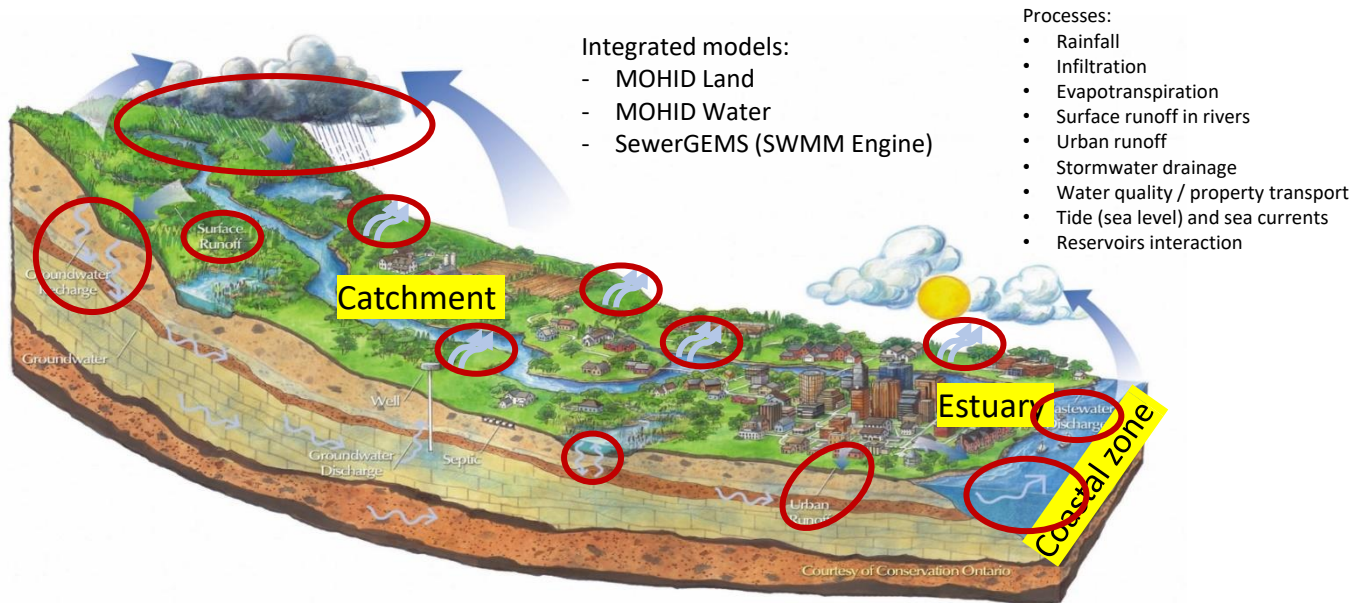 Integrated models:
- MOHID Land
- MOHID Water
- SewerGEMS (SWMM Engine)
Processes:
• Rainfall
• Infiltration
• Evapotranspiration
• Surface runoff in rivers
• Urban runoff
• Stormwater drainage
• Water quality / property transport
• Tide (sea level) and sea currents
• Reservoirs interaction
Surface
Runoff
Groundwater
Recharge
Catchment
Groundwater
Well
Groundwater
Discharge
Septic
Estuary
Wastewater
Discharge
Coastal zone
Urban
Runoff
Courtesy of Conservation Ontario